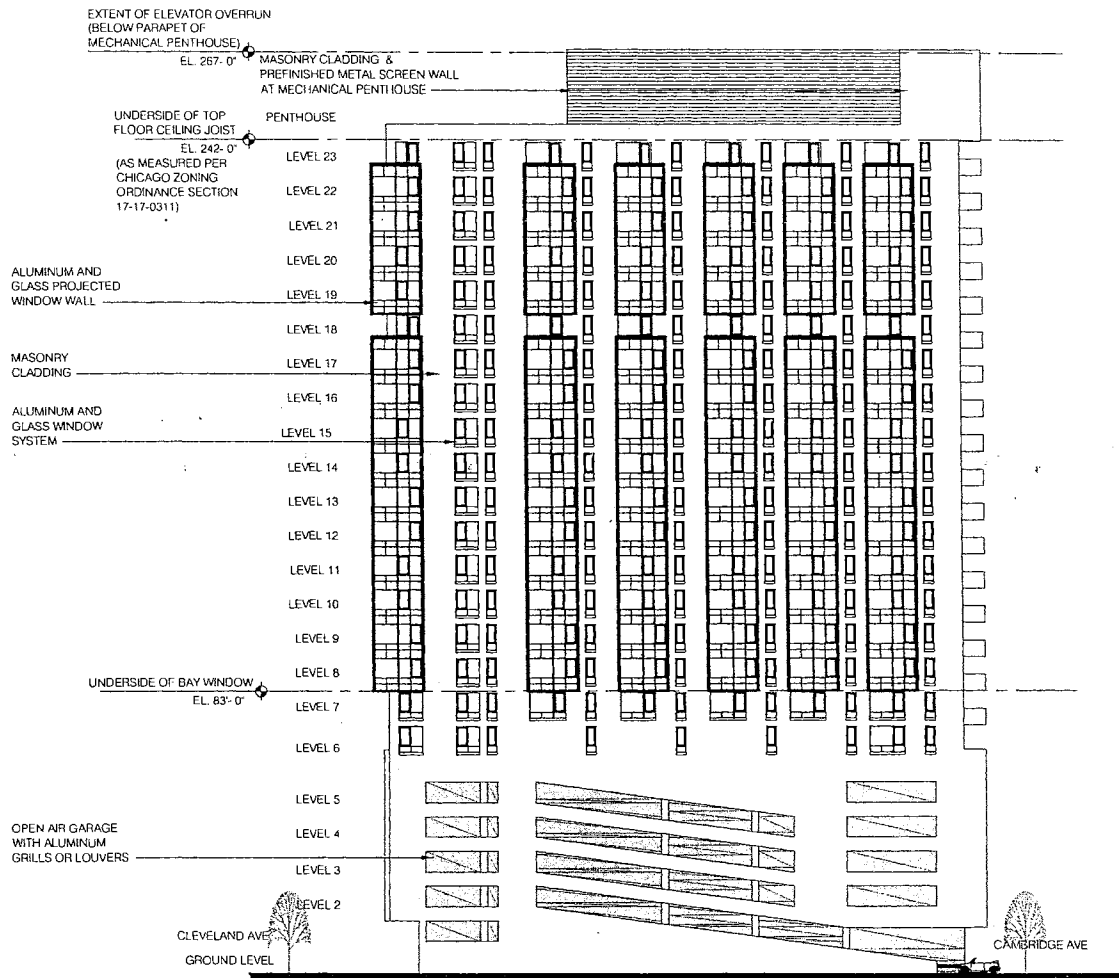 EXTENT OF ELEVATOR OVERRUN
(BELOW PARAPET OF
MECHANICAL PENTHOUSE)
EL. 267- 0"
MASONRY CLADDING &
PREFINISHED METAL SCREEN WALL
AT MECHANICAL PENTHOUSE
UNDERSIDE OF TOP
FLOOR CEILING JOIST
EL. 242- 0"
(AS MEASURED PER
CHICAGO ZONING
ORDINANCE SECTION
17-17-0311)
PENTHOUSE
LEVEL 23
LEVEL 22
LEVEL 21
LEVEL 20
ALUMINUM AND
GLASS PROJECTED
WINDOW WALL
LEVEL 19
LEVEL 18
MASONRY
CLADDING
LEVEL 17
LEVEL 16
ALUMINUM AND
GLASS WINDOW
SYSTEM
LEVEL 15
LEVEL 14
LEVEL 13
LEVEL 12
LEVEL 11
LEVEL 10
LEVEL 9
LEVEL 8
UNDERSIDE OF BAY WINDOW
EL. 83'- 0"
LEVEL 7
LEVEL 6
LEVEL 5
OPEN AIR GARAGE
WITH ALUMINUM
GRILLS OR LOUVERS
LEVEL 4
LEVEL 3
LEVEL 2
CLEVELAND AVE
GROUND LEVEL
CAMBRIDGE AVE